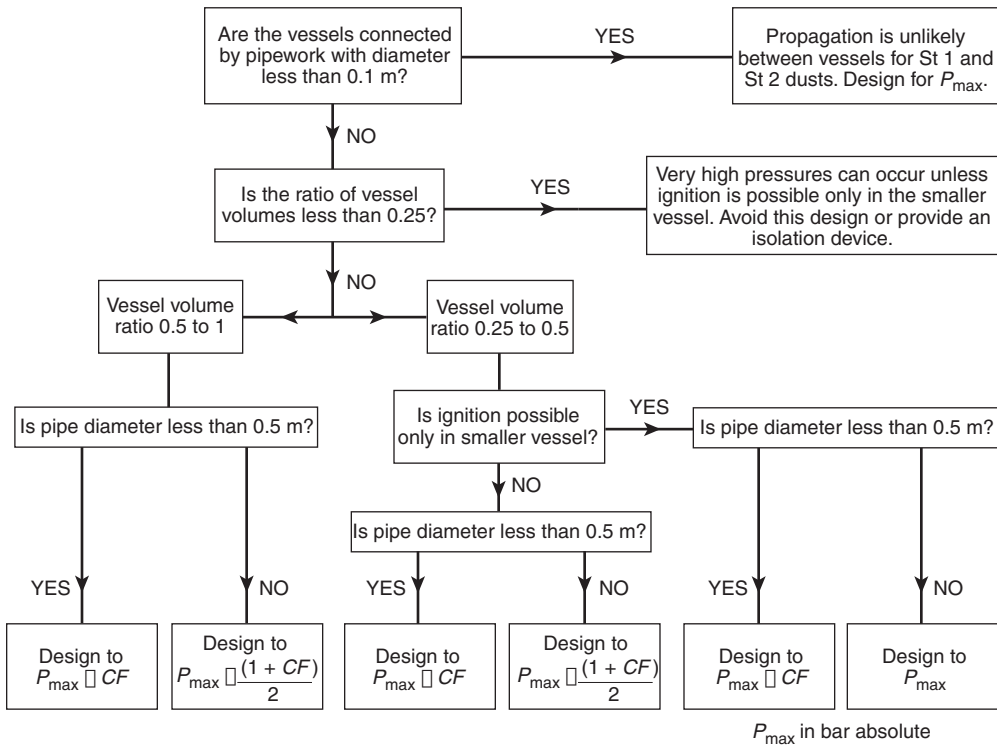 Are the vessels connected
by pipework with diameter
less than 0.1 m?
YES
Propagation is unlikely
between vessels for St 1 and
St 2 dusts. Design for Pmax.
NO
Is the ratio of vessel
volumes less than 0.25?
YES
Very high pressures can occur unless
ignition is possible only in the smaller
vessel. Avoid this design or provide an
isolation device.
NO
Vessel volume
ratio 0.5 to 1
Vessel volume
ratio 0.25 to 0.5
Is pipe diameter less than 0.5 m?
Is ignition possible
only in smaller vessel?
YES
Is pipe diameter less than 0.5 m?
NO
Is pipe diameter less than 0.5 m?
YES
NO
YES
NO
YES
NO
Design to
Pmax ▯ CF
Design to
Pmax ▯ (1 + CF)
2
Design to
Pmax ▯ CF
Design to
Pmax ▯ (1 + CF)
2
Design to
Pmax ▯ CF
Design to
Pmax
Pmax in bar absolute